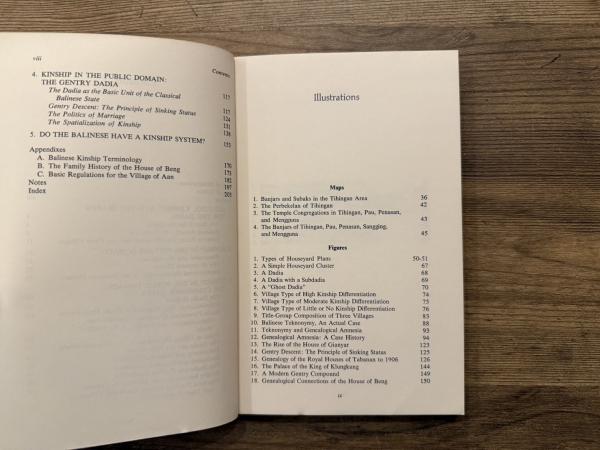 viii
Contents
4. KINSHIP IN THE PUBLIC DOMAIN:
THE GENTRY DADIA 117
The Dadia as the Basic Unit of the Classical
Balinese State 117
Gentry Descent: The Principle of Sinking Status 124
The Politics of Marriage 131
The Spatialization of Kinship
5. DO THE BALINESE HAVE A KINSHIP SYSTEM? 153
Appendixes
A. Balinese Kinship Terminology 170
B. The Family History of the House of Beng
C. Basic Regulations for the Village of Aan 182
Notes 197
Index
Illustrations
Maps
1. Banjars and Subaks in the Tihingan Area 36
2. The Perbekelan of Tihingan 42
3. The Temple Congregations in Tihingan, Pau, Penasan,
and Mengguna 43
4. The Banjars of Tihingan, Pau, Penasan, Sangging,
and Mengguna 45
Figures
1. Types of Houseyard Plans 50-51
2. A Simple Houseyard Cluster 67
3. A Dadia 68
4. A Dadia with a Subdadia 69
5. A "Ghost Dadia" 70
6. Village Type of High Kinship Differentiation 74
7. Village Type of Moderate Kinship Differentiation 75
8. Village Type of Little or No Kinship Differentiation 76
9. Title-Group Composition of Three Villages 83
10. Balinese Teknonymy, An Actual Case 88
11. Teknonymy and Genealogical Amnesia 93
12. Genealogical Amnesia: A Case History 94
13. The Rise of the House of Gianyar 123
14. Gentry Descent: The Principle of Sinking Status 125
15. Genealogy of the Royal Houses of Tabanan to 1906 126
16. The Palace of the King of Klungkung 144
17. A Modern Gentry Compound 149
18. Genealogical Connections of the House of Beng 150
ix